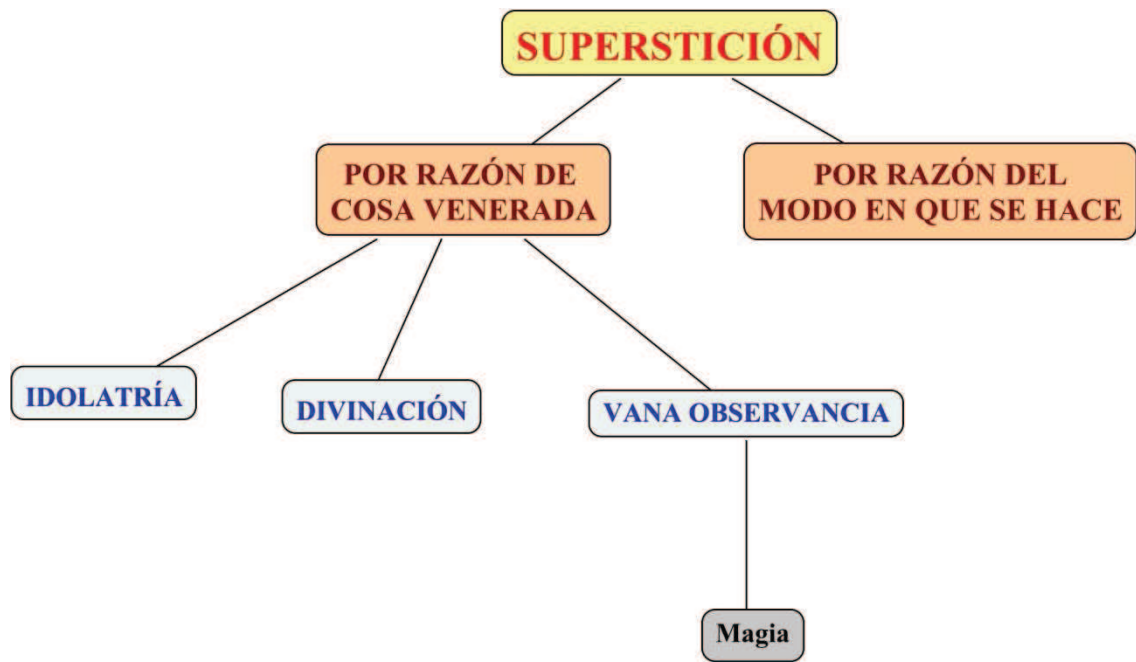 SUPERSTICIÓN
POR RAZÓN DE
COSA VENERADA
POR RAZÓN DEL
MODO EN QUE SE HACE
IDOLATRÍA
DIVINACIÓN
VANA OBSERVANCIA
Magia